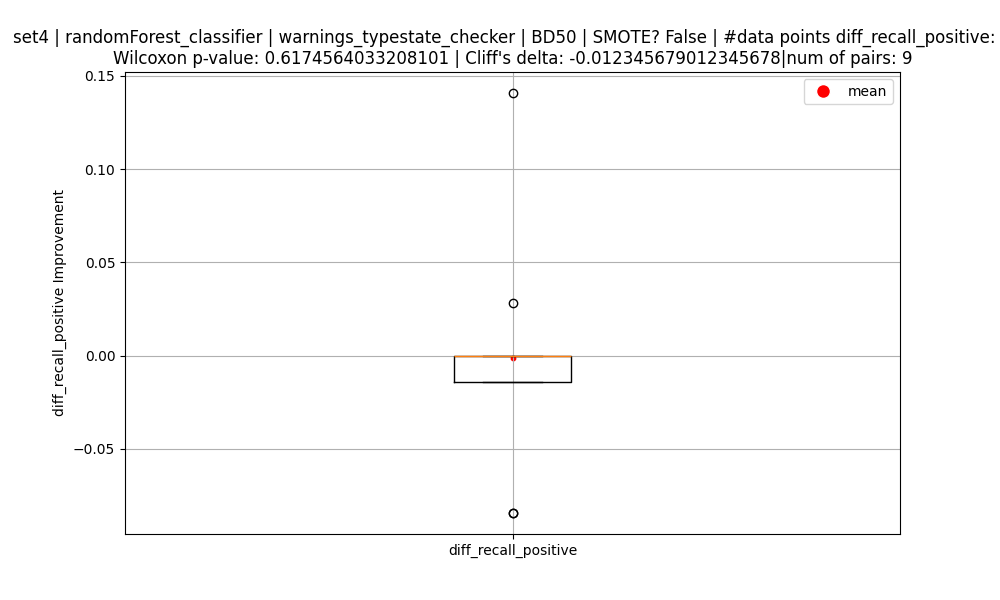 set4 | randomForest_classifier | warnings_typestate_checker | BD50 | SMOTE? False | #data points diff_recall_positive:
Wilcoxon p-value: 0.6174564033208101 | Cliff's delta: -0.012345679012345678|num of pairs: 9
mean
0.15
0.10
0.05
0.00
−0.05
diff_recall_positive Improvement
diff_recall_positive